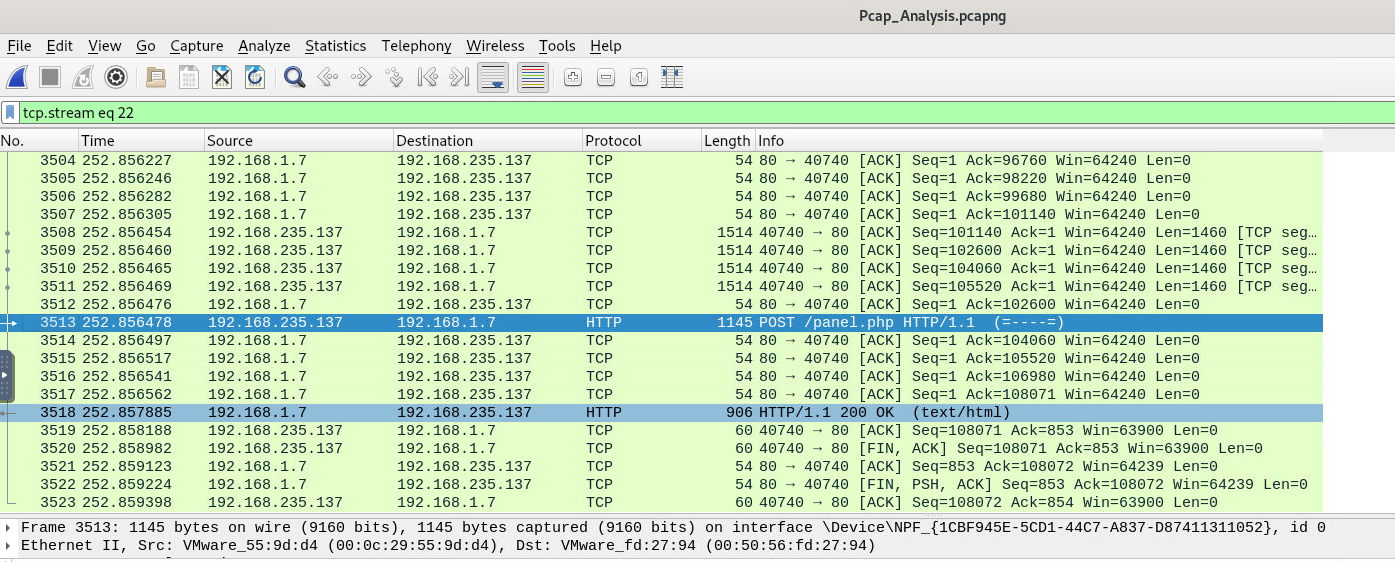 Pcap_Analysis.pcapng
File Edit View Go Capture Analyze Statistics Telephony Wireless Tools Help
tcp.stream eq 22
No. Time Source Destination Protocol Length Info
3504 252.856227 192.168.1.7 192.168.235.137 TCP 54 80 → 40740 [ACK] Seq=1 Ack=96760 Win=64240 Len=0
3505 252.856246 192.168.1.7 192.168.235.137 TCP 54 80 → 40740 [ACK] Seq=1 Ack=98220 Win=64240 Len=0
3506 252.856282 192.168.1.7 192.168.235.137 TCP 54 80 → 40740 [ACK] Seq=1 Ack=99680 Win=64240 Len=0
3507 252.856305 192.168.1.7 192.168.235.137 TCP 54 80 → 40740 [ACK] Seq=1 Ack=101140 Win=64240 Len=0
3508 252.856454 192.168.235.137 192.168.1.7 TCP 1514 40740 → 80 [ACK] Seq=101140 Ack=1 Win=64240 Len=1460 [TCP seg…
3509 252.856460 192.168.235.137 192.168.1.7 TCP 1514 40740 → 80 [ACK] Seq=102600 Ack=1 Win=64240 Len=1460 [TCP seg…
3510 252.856465 192.168.235.137 192.168.1.7 TCP 1514 40740 → 80 [ACK] Seq=104060 Ack=1 Win=64240 Len=1460 [TCP seg…
3511 252.856469 192.168.235.137 192.168.1.7 TCP 1514 40740 → 80 [ACK] Seq=105520 Ack=1 Win=64240 Len=1460 [TCP seg…
3512 252.856476 192.168.1.7 192.168.235.137 TCP 54 80 → 40740 [ACK] Seq=1 Ack=102600 Win=64240 Len=0
3513 252.856478 192.168.235.137 192.168.1.7 HTTP 1145 POST /panel.php HTTP/1.1 (=----=)
3514 252.856497 192.168.1.7 192.168.235.137 TCP 54 80 → 40740 [ACK] Seq=1 Ack=104060 Win=64240 Len=0
3515 252.856517 192.168.1.7 192.168.235.137 TCP 54 80 → 40740 [ACK] Seq=1 Ack=105520 Win=64240 Len=0
3516 252.856541 192.168.1.7 192.168.235.137 TCP 54 80 → 40740 [ACK] Seq=1 Ack=106980 Win=64240 Len=0
3517 252.856562 192.168.1.7 192.168.235.137 TCP 54 80 → 40740 [ACK] Seq=1 Ack=108071 Win=64240 Len=0
3518 252.857885 192.168.1.7 192.168.235.137 HTTP 906 HTTP/1.1 200 OK (text/html)
3519 252.858188 192.168.235.137 192.168.1.7 TCP 60 40740 → 80 [ACK] Seq=108071 Ack=853 Win=63900 Len=0
3520 252.858982 192.168.235.137 192.168.1.7 TCP 60 40740 → 80 [FIN, ACK] Seq=108071 Ack=853 Win=63900 Len=0
3521 252.859123 192.168.1.7 192.168.235.137 TCP 54 80 → 40740 [ACK] Seq=853 Ack=108072 Win=64239 Len=0
3522 252.859224 192.168.1.7 192.168.235.137 TCP 54 80 → 40740 [FIN, PSH, ACK] Seq=853 Ack=108072 Win=64239 Len=0
3523 252.859398 192.168.235.137 192.168.1.7 TCP 60 40740 → 80 [ACK] Seq=108072 Ack=854 Win=63900 Len=0
Frame 3513: 1145 bytes on wire (9160 bits), 1145 bytes captured (9160 bits) on interface \Device\NPF_{1CBF945E-5CD1-44C7-A837-D87411311052}, id 0
Ethernet II, Src: VMware_55:9d:d4 (00:0c:29:55:9d:d4), Dst: VMware_fd:27:94 (00:50:56:fd:27:94)